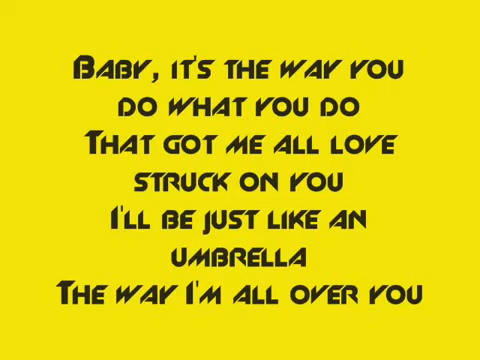 Baby, it's the way you
do what you do
That got me all love
struck on you
I'll be just like an
umbrella
The way I'm all over you